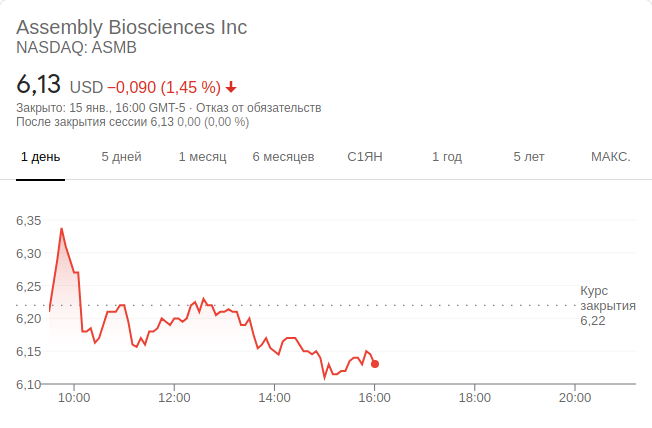 Assembly Biosciences Inc
NASDAQ: ASMB
6,13 USD −0,090 (1,45 %)
Закрыто: 15 янв., 16:00 GMT-5 · Отказ от обязательств
После закрытия сессии 6,13 0,00 (0,00 %)
1 день 5 дней 1 месяц 6 месяцев С1ЯН 1 год 5 лет МАКС.
6,35
6,30
6,25
6,20
6,15
6,10
Курс
закрытия
6,22
10:00 12:00 14:00 16:00 18:00 20:00